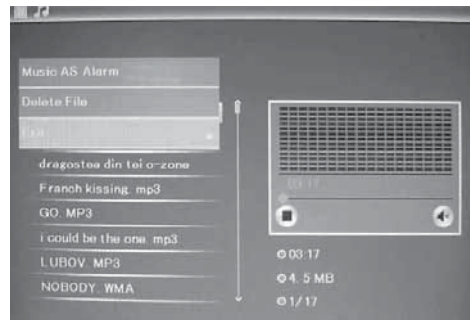 Music AS Alarm
Delete File
Exit
dragostea din tei o-zone
Franch kissing. mp3
GO. MP3
i could be the one. mp3
LUBOV. MP3
NOBODY. WMA
03:17
03:17
4. 5 MB
1/17